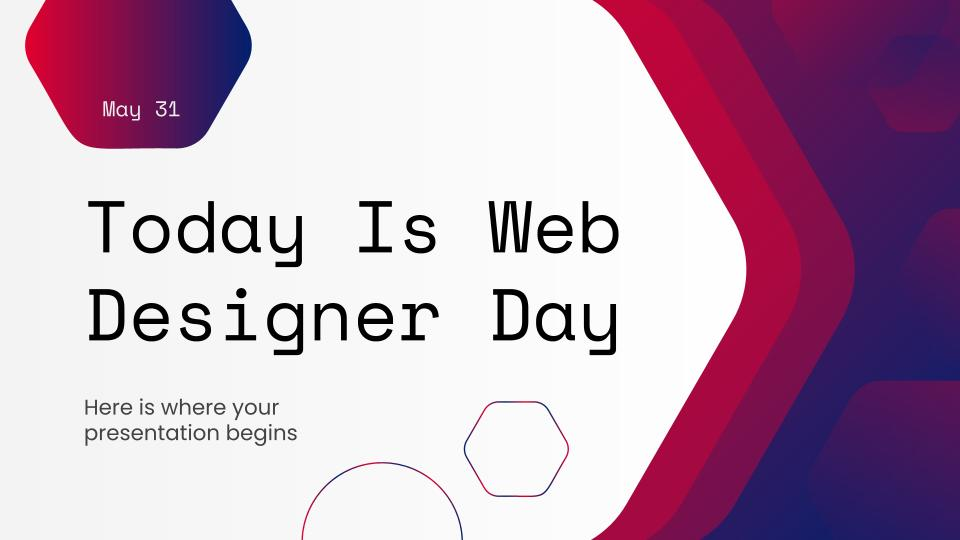 May 31
Today Is Web
Designer Day
Here is where your
presentation begins